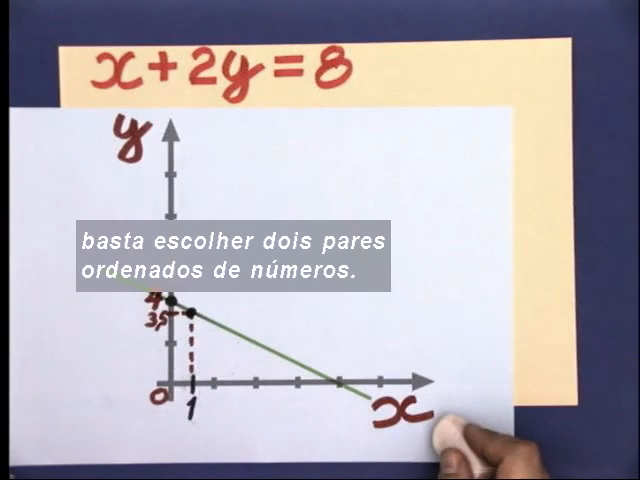 x + 2y = 8
y
basta escolher dois pares
ordenados de números.
4
3,5
0
1
x